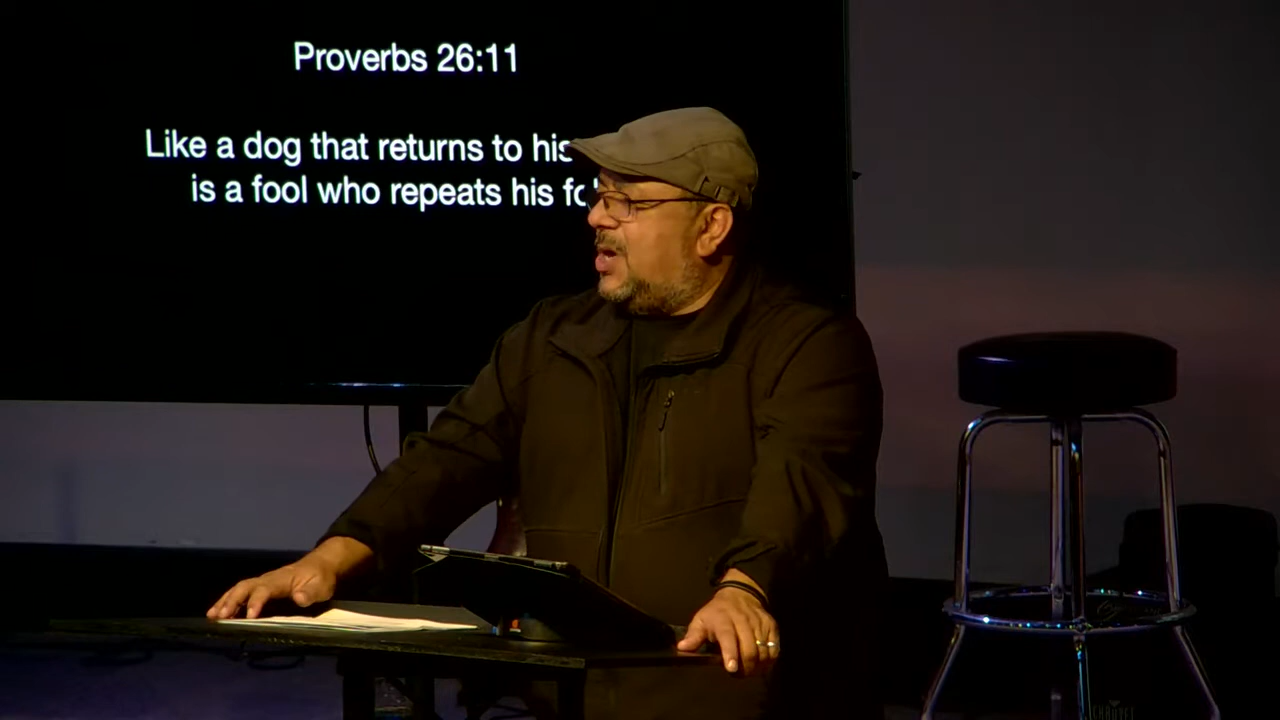 Proverbs 26:11
Like a dog that returns to his
is a fool who repeats his